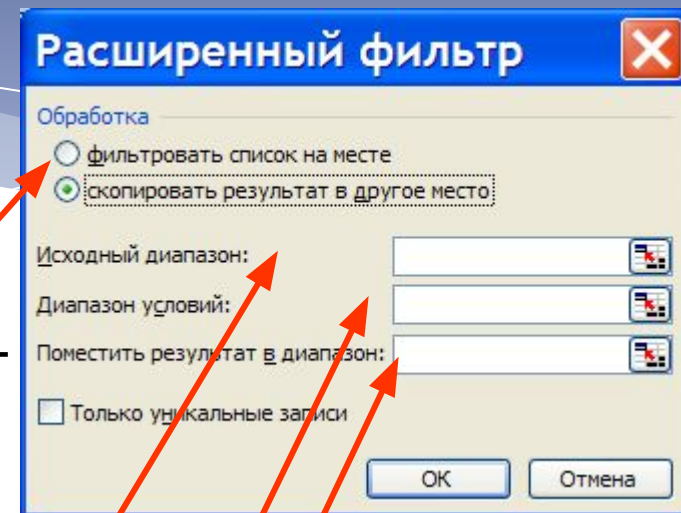 Расширенный фильтр
Обработка
фильтровать список на месте
скопировать результат в другое место
Исходный диапазон:
Диапазон условий:
Поместить результат в диапазон:
Только уникальные записи
ОК Отмена